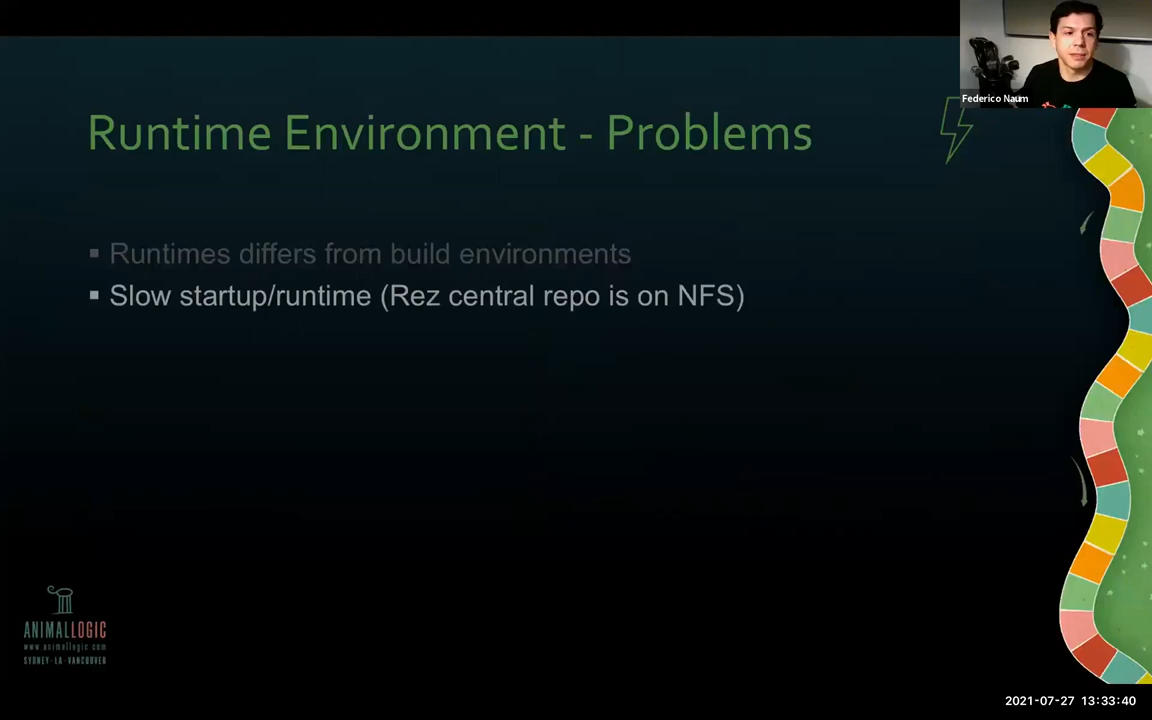 Federico Naum
Runtime Environment - Problems
Runtimes differs from build environments
Slow startup/runtime (Rez central repo is on NFS)
ANIMALLOGIC
www.animallogic.com
SYDNEY-LA-VANCOUVER
2021-07-27 13:33:40